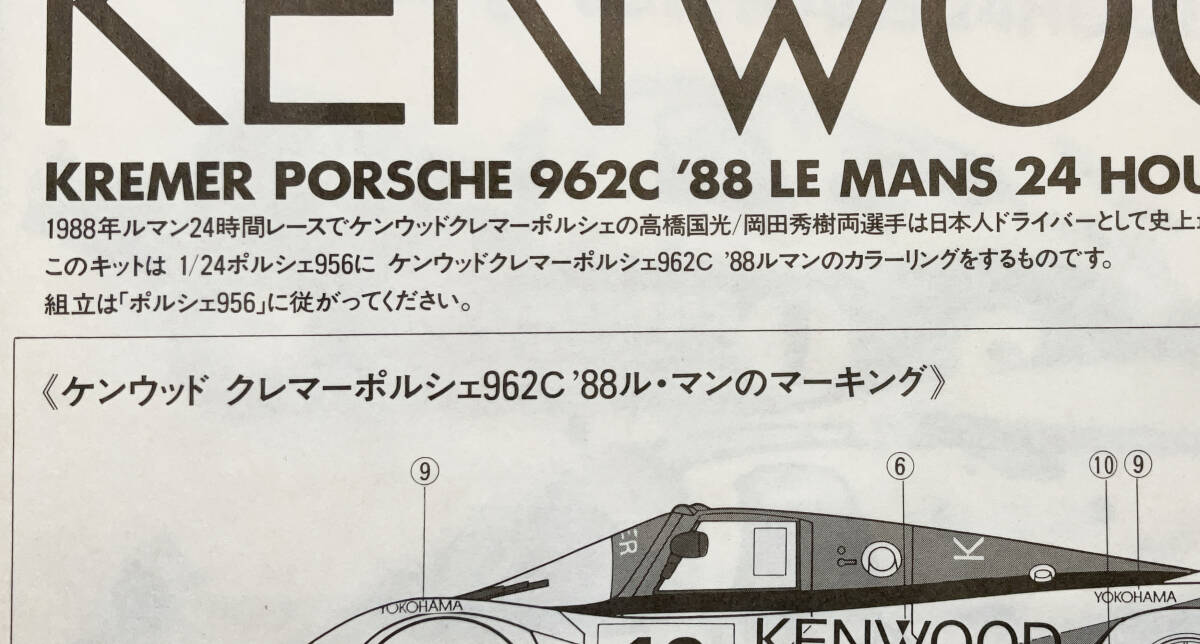 KENWOO
KREMER PORSCHE 962C '88 LE MANS 24 HOU
1988年ルマン24時間レースでケンウッドクレマーポルシェの高橋国光/岡田秀樹両選手は日本人ドライバーとして史上
このキットは 1/24ポルシェ956に ケンウッドクレマーポルシェ962C '88ルマンのカラーリングをするものです。
組立は「ポルシェ956」に従がってください。
《ケンウッド クレマーポルシェ962C '88ル・マンのマーキング》
⑨ ⑥ ⑩ ⑨
ER K
YOKOHAMA YOKOHAMA
KENWOOD